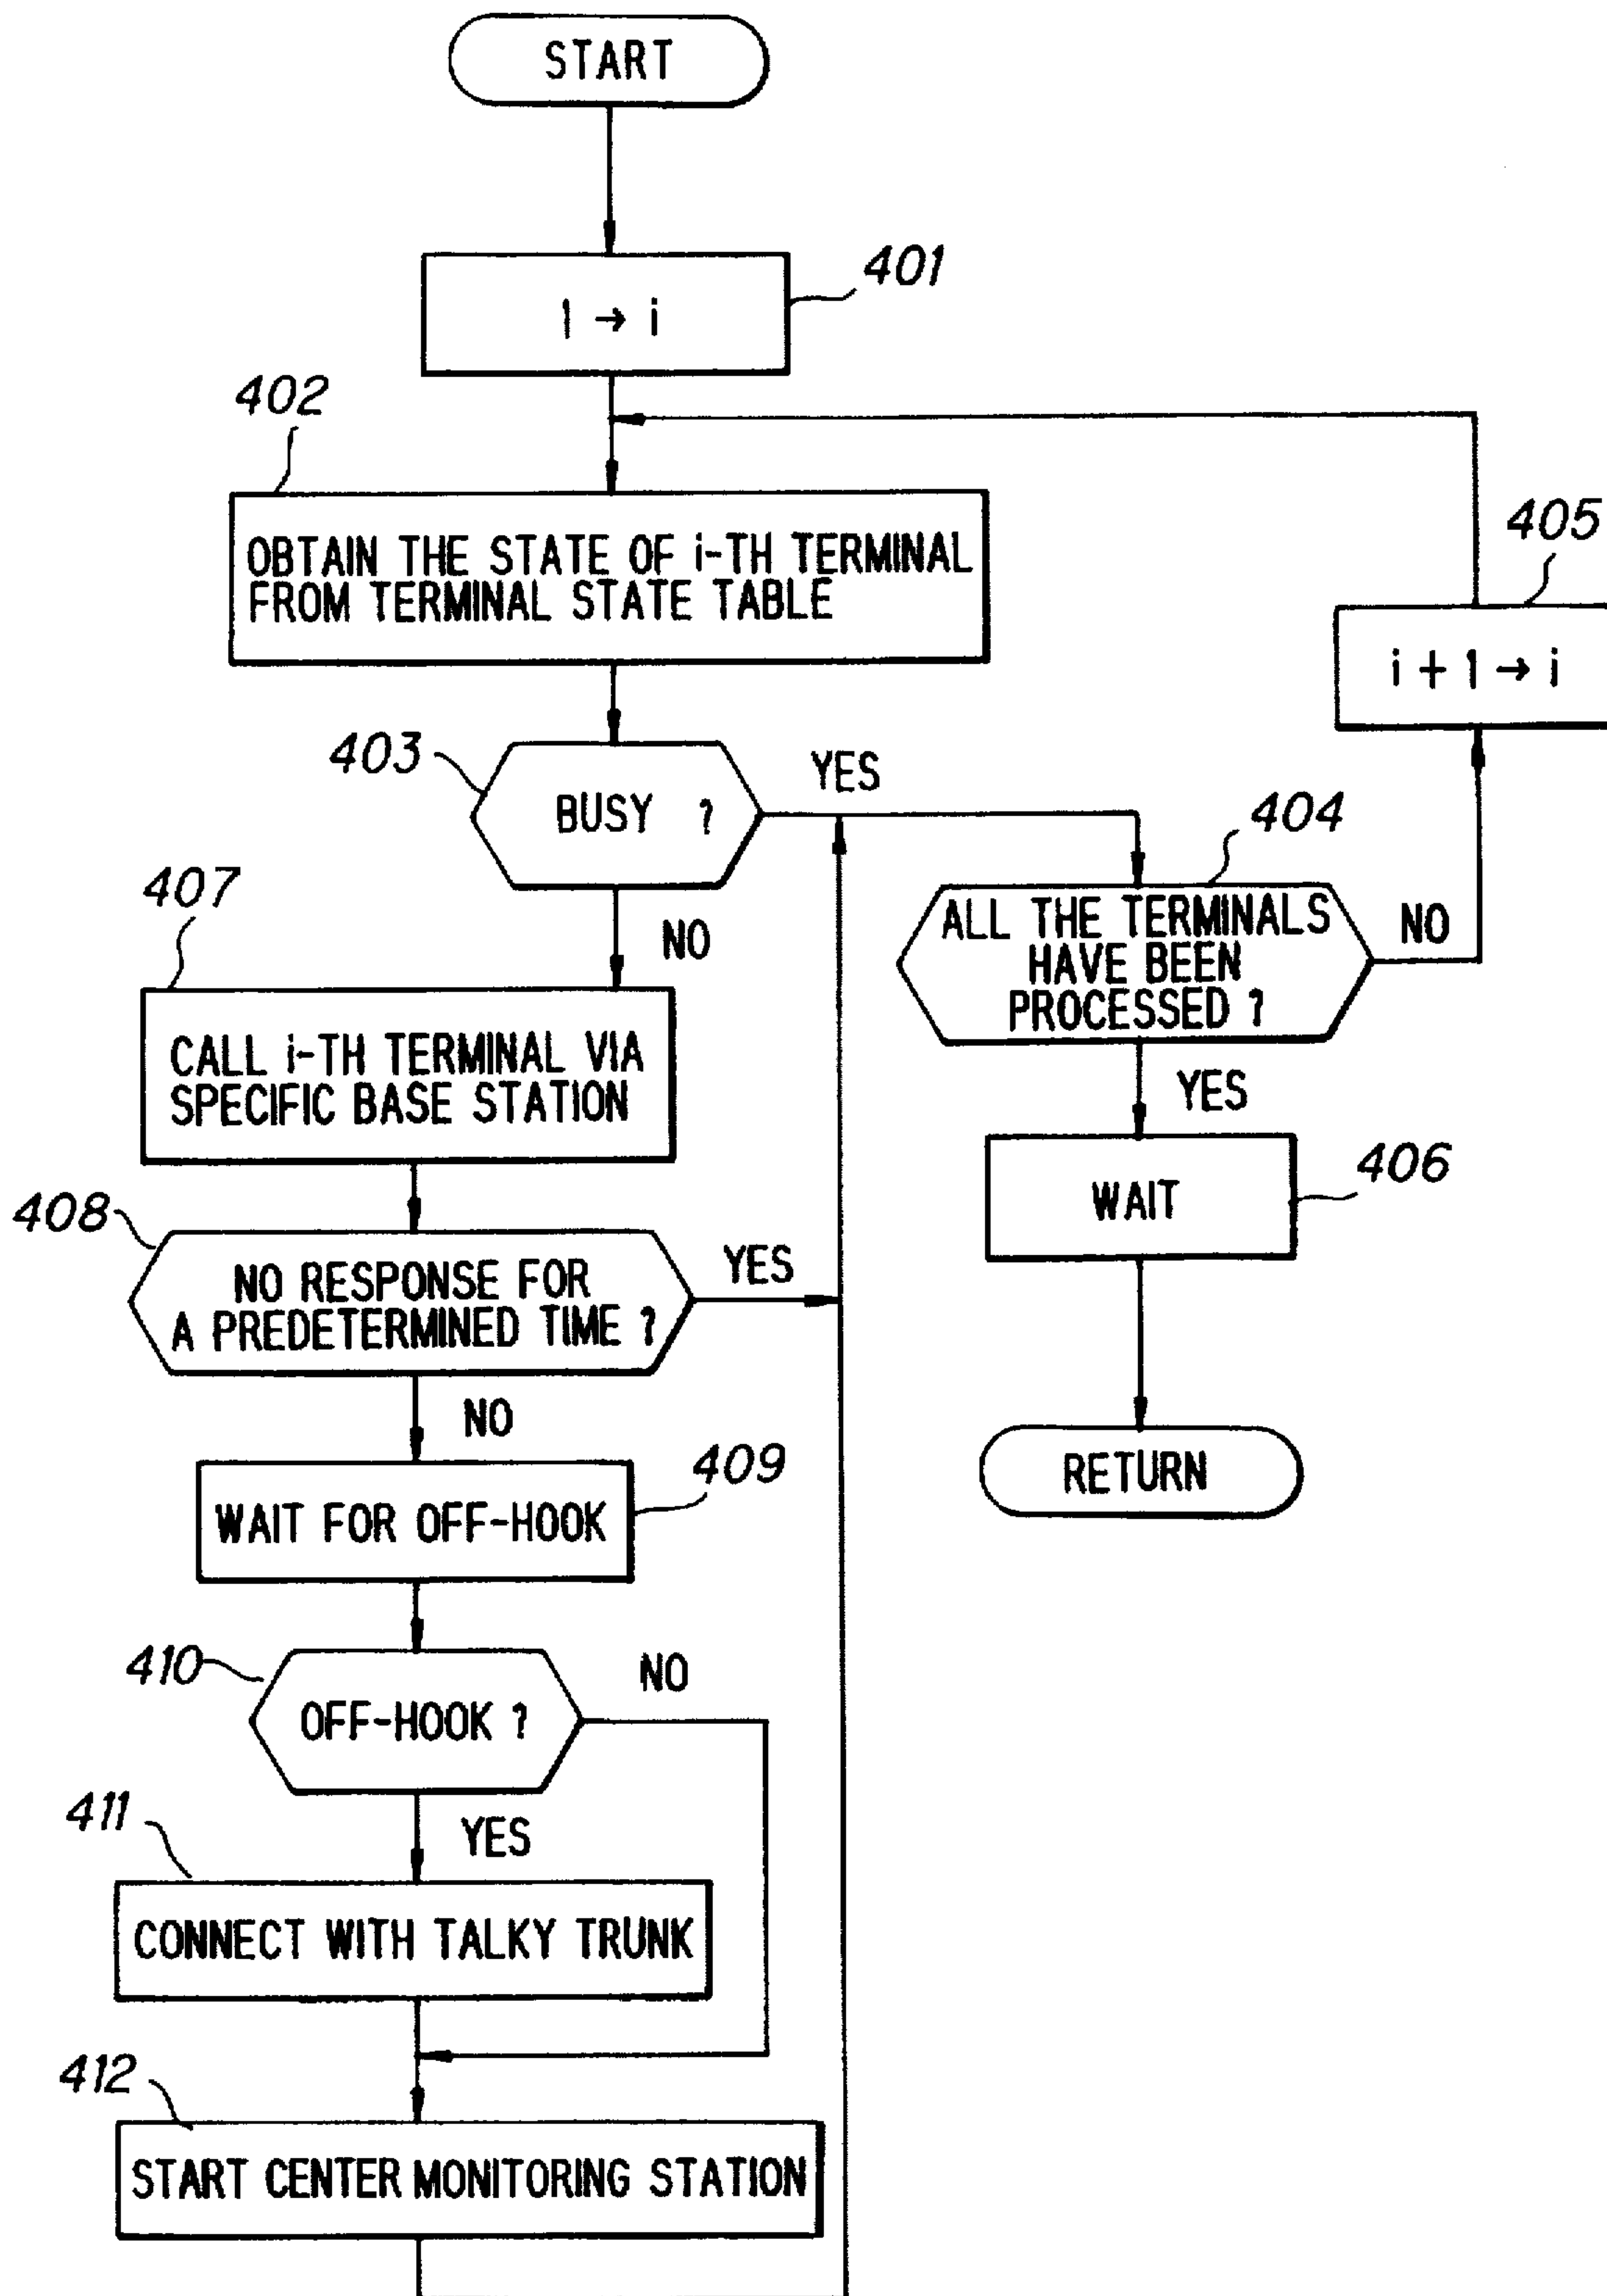 START
401
1 → i
402
OBTAIN THE STATE OF i-TH TERMINAL
FROM TERMINAL STATE TABLE
405
i + 1 → i
403
BUSY ?
YES
NO
404
ALL THE TERMINALS
HAVE BEEN
PROCESSED ?
NO
YES
407
CALL i-TH TERMINAL VIA
SPECIFIC BASE STATION
406
WAIT
408
NO RESPONSE FOR
A PREDETERMINED TIME ?
YES
NO
RETURN
409
WAIT FOR OFF-HOOK
410
OFF-HOOK ?
NO
YES
411
CONNECT WITH TALKY TRUNK
412
START CENTER MONITORING STATION